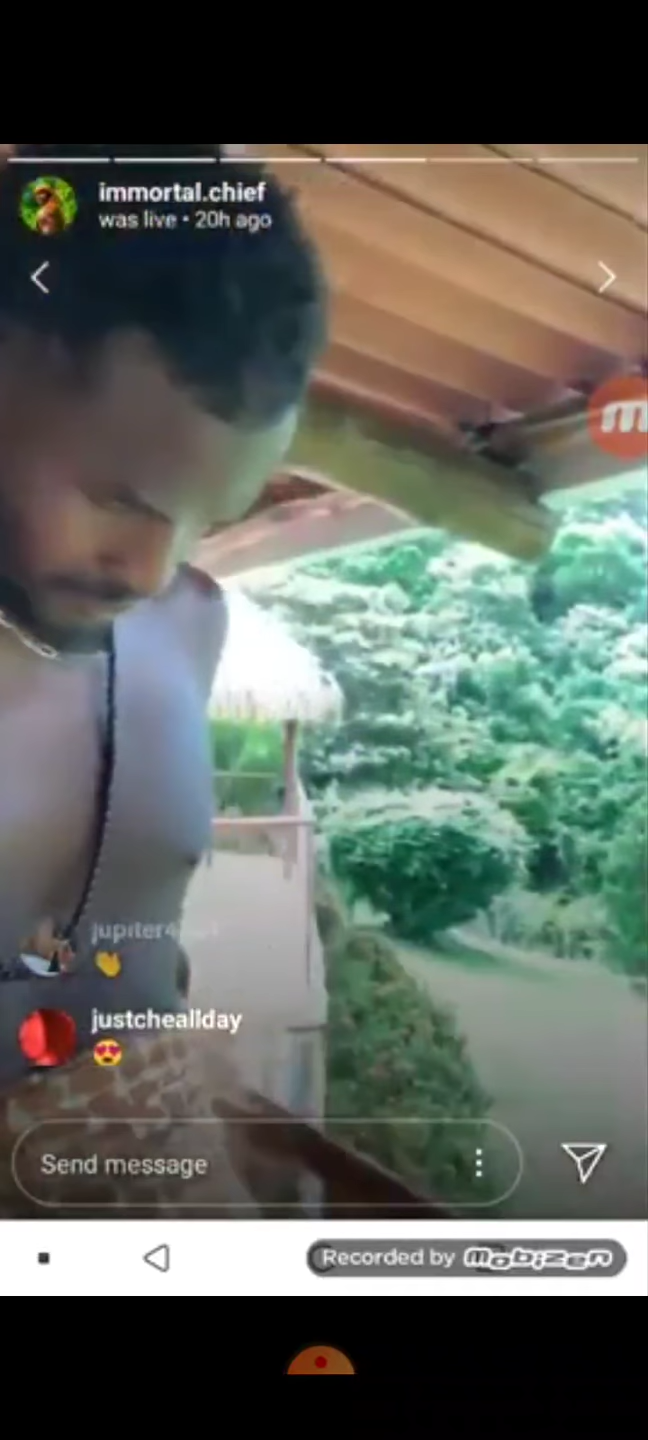 immortal.chief
was live • 20h ago
👏
justcheallday
😍
Send message
Recorded by mobizen